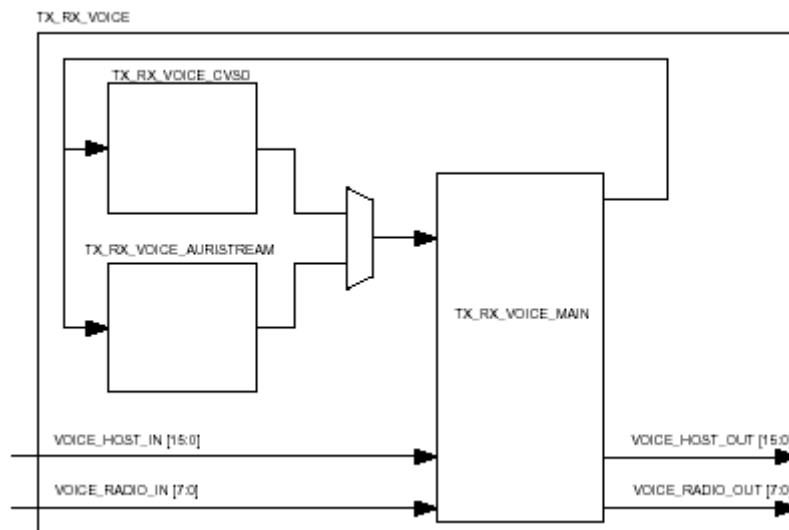 TX_RX_VOICE
TX_RX_VOICE_CVSD
TX_RX_VOICE_AURISTREAM
TX_RX_VOICE_MAIN
VOICE_HOST_IN [15:0]
VOICE_HOST_OUT [15:0
VOICE_RADIO_IN [7:0]
VOICE_RADIO_OUT [7:0